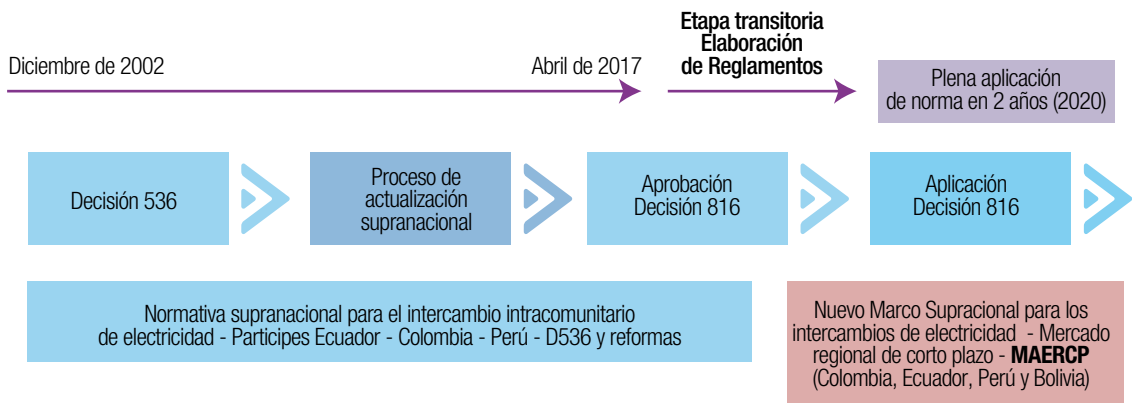 Diciembre de 2002
Abril de 2017
Etapa transitoria
Elaboración
de Reglamentos
Plena aplicación
de norma en 2 años (2020)
Decisión 536
Proceso de
actualización
supranacional
Aprobación
Decisión 816
Aplicación
Decisión 816
Normativa supranacional para el intercambio intracomunitario
de electricidad - Participes Ecuador - Colombia - Perú - D536 y reformas
Nuevo Marco Supracional para los
intercambios de electricidad - Mercado
regional de corto plazo - MAERCP
(Colombia, Ecuador, Perú y Bolivia)